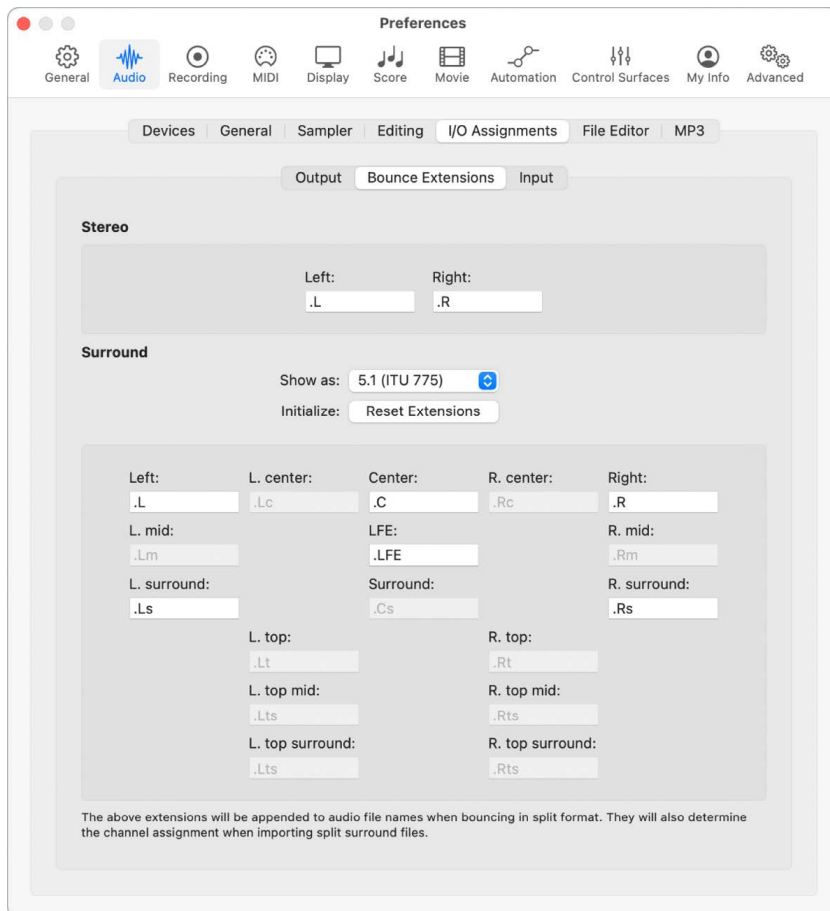 Preferences
General Audio Recording MIDI Display Score Movie Automation Control Surfaces My Info Advanced
Devices General Sampler Editing I/O Assignments File Editor MP3
Output Bounce Extensions Input
Stereo
Left: Right:
.L .R
Surround
Show as: 5.1 (ITU 775)
Initialize: Reset Extensions
Left: L. center: Center: R. center: Right:
.L .Lc .C .Rc .R
L. mid: LFE: R. mid:
.Lm .LFE .Rm
L. surround: Surround: R. surround:
.Ls .Cs .Rs
L. top: R. top:
.Lt .Rt
L. top mid: R. top mid:
.Lts .Rts
L. top surround: R. top surround:
.Lts .Rts
The above extensions will be appended to audio file names when bouncing in split format. They will also determine
the channel assignment when importing split surround files.